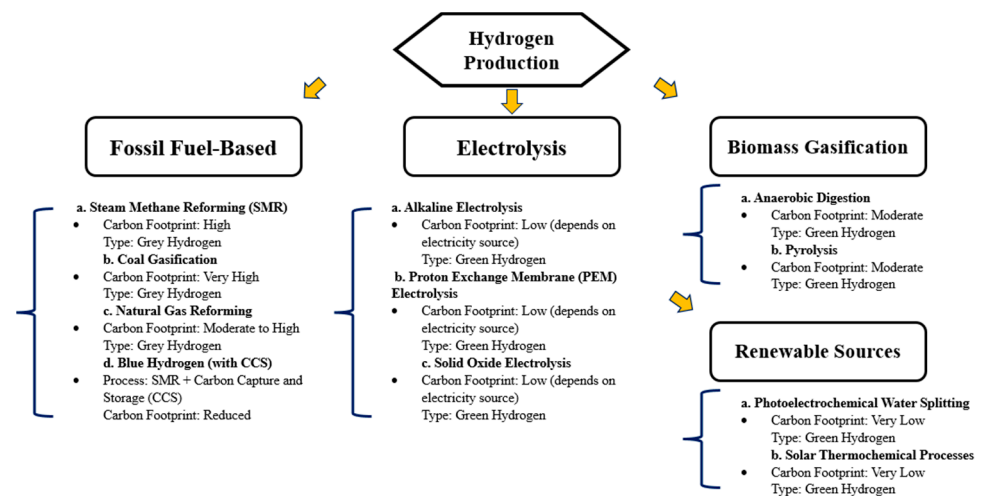 Hydrogen
Production
Fossil Fuel-Based
a. Steam Methane Reforming (SMR)
• Carbon Footprint: High
Type: Grey Hydrogen
b. Coal Gasification
• Carbon Footprint: Very High
Type: Grey Hydrogen
c. Natural Gas Reforming
• Carbon Footprint: Moderate to High
Type: Grey Hydrogen
d. Blue Hydrogen (with CCS)
• Process: SMR + Carbon Capture and
Storage (CCS)
Carbon Footprint: Reduced
Electrolysis
a. Alkaline Electrolysis
• Carbon Footprint: Low (depends on
electricity source)
Type: Green Hydrogen
b. Proton Exchange Membrane (PEM)
Electrolysis
• Carbon Footprint: Low (depends on
electricity source)
Type: Green Hydrogen
c. Solid Oxide Electrolysis
• Carbon Footprint: Low (depends on
electricity source)
Type: Green Hydrogen
Biomass Gasification
a. Anaerobic Digestion
• Carbon Footprint: Moderate
Type: Green Hydrogen
b. Pyrolysis
• Carbon Footprint: Moderate
Type: Green Hydrogen
Renewable Sources
a. Photoelectrochemical Water Splitting
• Carbon Footprint: Very Low
Type: Green Hydrogen
b. Solar Thermochemical Processes
• Carbon Footprint: Very Low
Type: Green Hydrogen